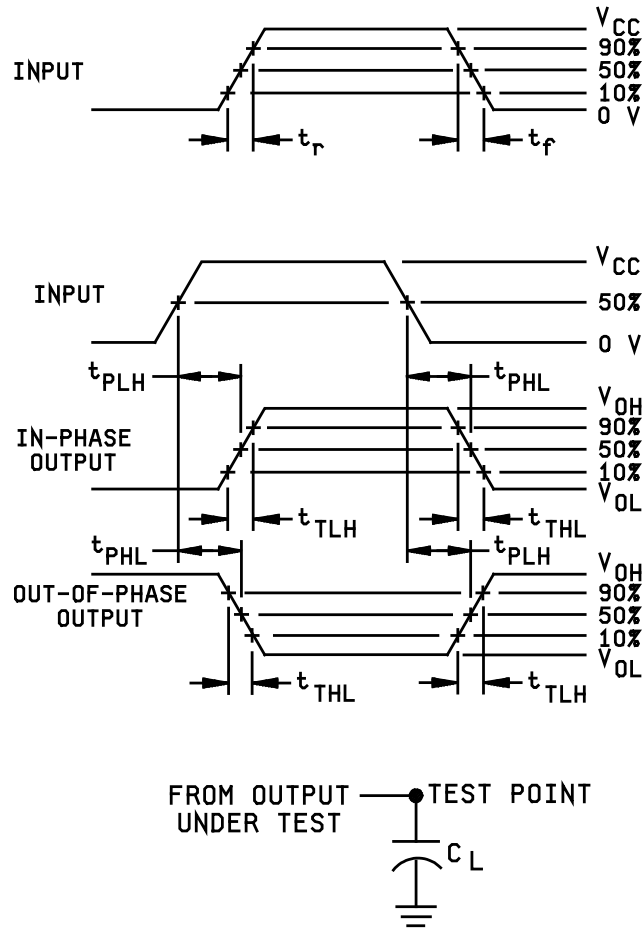 VCC
90%
INPUT
50%
10%
0 V
tr
tf
VCC
INPUT
50%
0 V
tPLH
tPHL
VOH
90%
IN-PHASE
OUTPUT
50%
10%
VOL
tTLH
tTHL
tPHL
tPLH
VOH
OUT-OF-PHASE
OUTPUT
90%
50%
10%
VOL
tTHL
tTLH
FROM OUTPUT
UNDER TEST
TEST POINT
CL